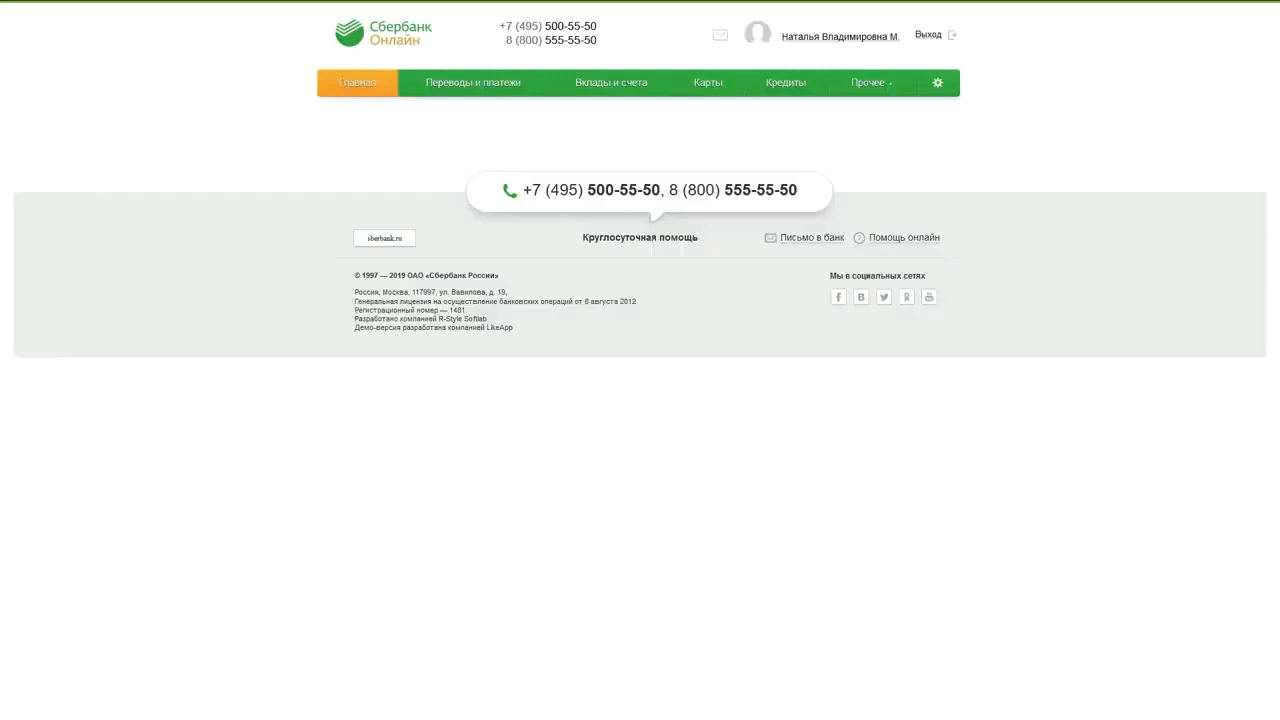 Сбербанк
Онлайн
+7 (495) 500-55-50
8 (800) 555-55-50
Наталья Владимировна М.
Выход
Главная
Переводы и платежи
Вклады и счета
Карты
Кредиты
Прочее
+7 (495) 500-55-50, 8 (800) 555-55-50
sberbank.ru
Круглосуточная помощь
Письмо в банк
Помощь онлайн
© 1997 — 2019 ОАО «Сбербанк России»
Мы в социальных сетях
Россия, Москва, 117997, ул. Вавилова, д. 19,
Генеральная лицензия на осуществление банковских операций от 8 августа 2012
Регистрационный номер — 1481.
Разработано компанией R-Style Softlab
Демо-версия разработана компанией LikeApp